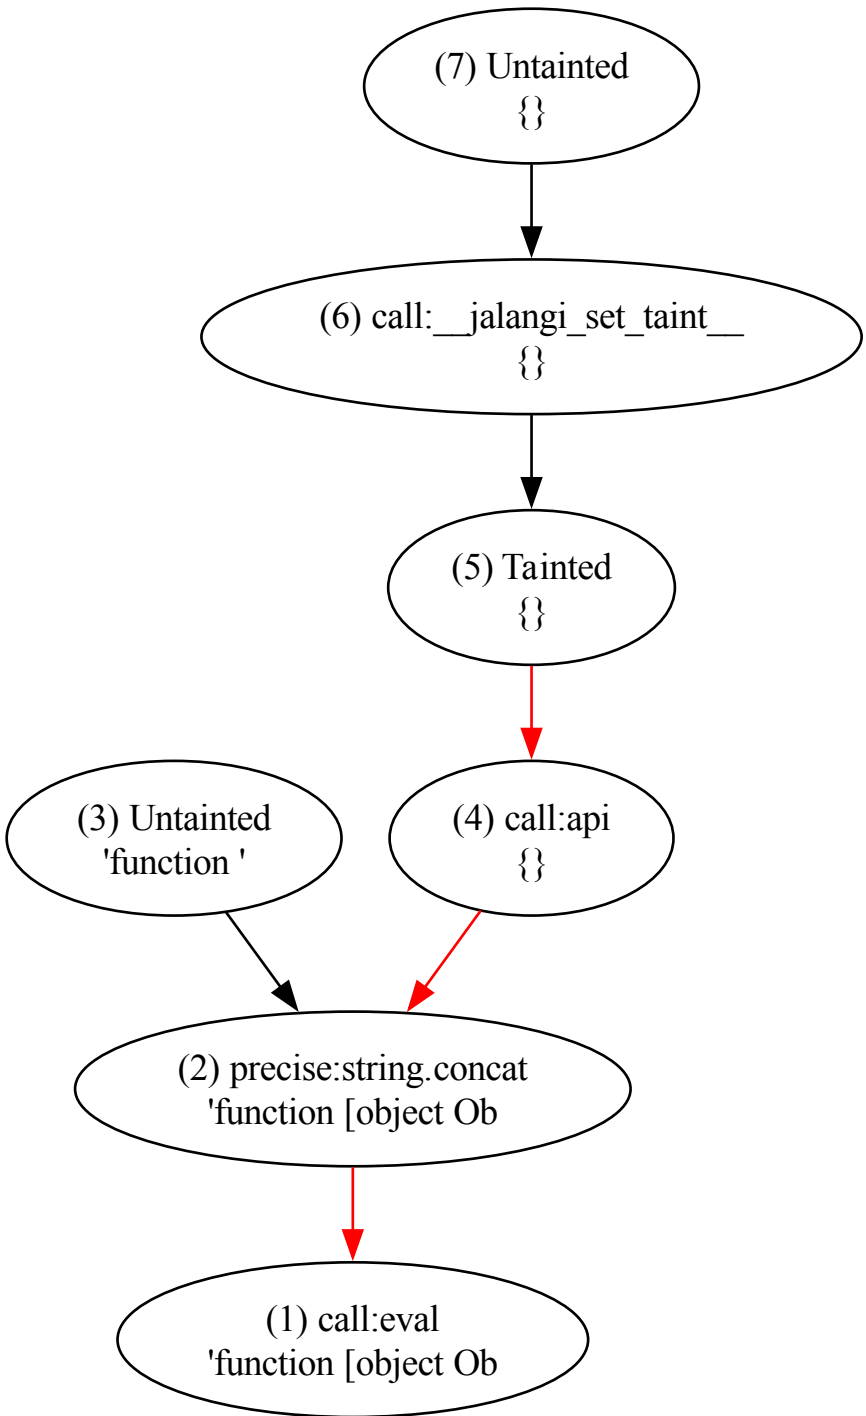 (7) Untainted
{}
(6) call:__jalangi_set_taint__
{}
(5) Tainted
{}
(3) Untainted
'function '
(4) call:api
{}
(2) precise:string.concat
'function [object Ob
(1) call:eval
'function [object Ob